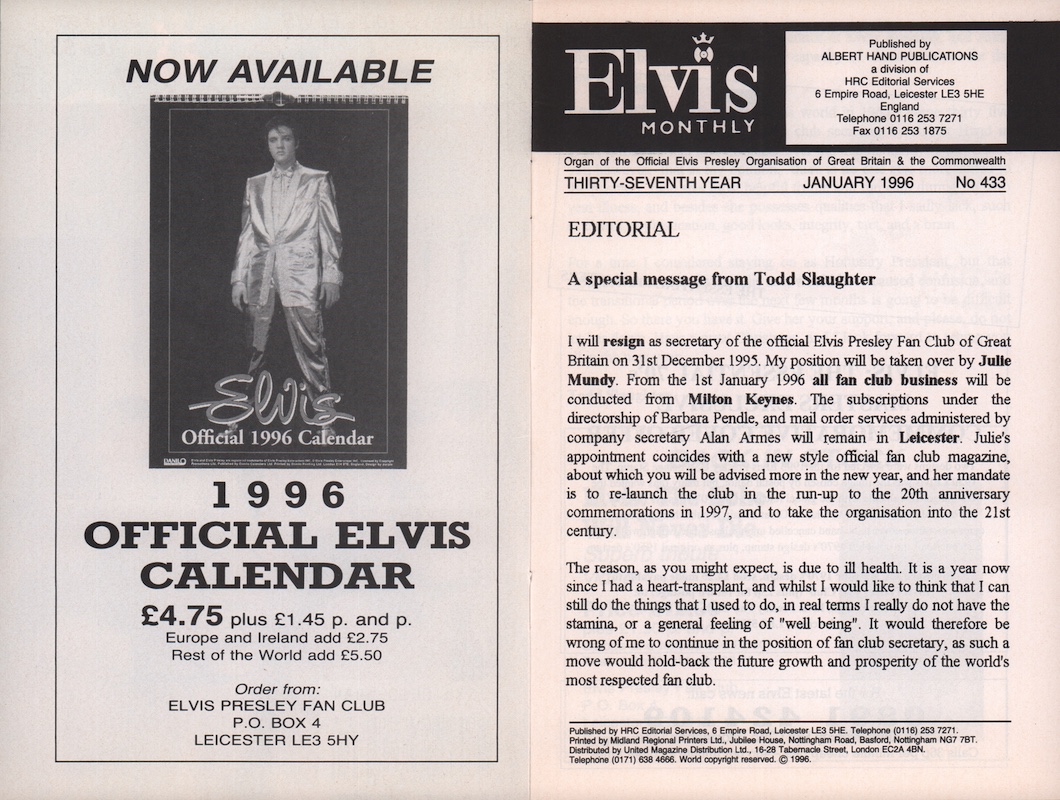 NOW AVAILABLE
Elvis
Official 1996 Calendar
DANILO
1996
OFFICIAL ELVIS
CALENDAR
£4.75 plus £1.45 p. and p.
Europe and Ireland add £2.75
Rest of the World add £5.50
Order from:
ELVIS PRESLEY FAN CLUB
P.O. BOX 4
LEICESTER LE3 5HY
Elvis
MONTHLY
Published by
ALBERT HAND PUBLICATIONS
a division of
HRC Editorial Services
6 Empire Road, Leicester LE3 5HE
England
Telephone 0116 253 7271
Fax 0116 253 1875
Organ of the Official Elvis Presley Organisation of Great Britain & the Commonwealth
THIRTY-SEVENTH YEAR JANUARY 1996 No 433
EDITORIAL
A special message from Todd Slaughter
I will resign as secretary of the official Elvis Presley Fan Club of Great
Britain on 31st December 1995. My position will be taken over by Julie
Mundy. From the 1st January 1996 all fan club business will be
conducted from Milton Keynes. The subscriptions under the
directorship of Barbara Pendle, and mail order services administered by
company secretary Alan Armes will remain in Leicester. Julie's
appointment coincides with a new style official fan club magazine,
about which you will be advised more in the new year, and her mandate
is to re-launch the club in the run-up to the 20th anniversary
commemorations in 1997, and to take the organisation into the 21st
century.
The reason, as you might expect, is due to ill health. It is a year now
since I had a heart-transplant, and whilst I would like to think that I can
still do the things that I used to do, in real terms I really do not have the
stamina, or a general feeling of "well being". It would therefore be
wrong of me to continue in the position of fan club secretary, as such a
move would hold-back the future growth and prosperity of the world's
most respected fan club.
Published by HRC Editorial Services, 6 Empire Road, Leicester LE3 5HE. Telephone (0116) 253 7271.
Printed by Midland Regional Printers Ltd., Jubilee House, Nottingham Road, Basford, Nottingham NG7 7BT.
Distributed by United Magazine Distribution Ltd., 16-28 Tabernacle Street, London EC2A 4BN.
Telephone (0171) 638 4666. World copyright reserved. © 1996.